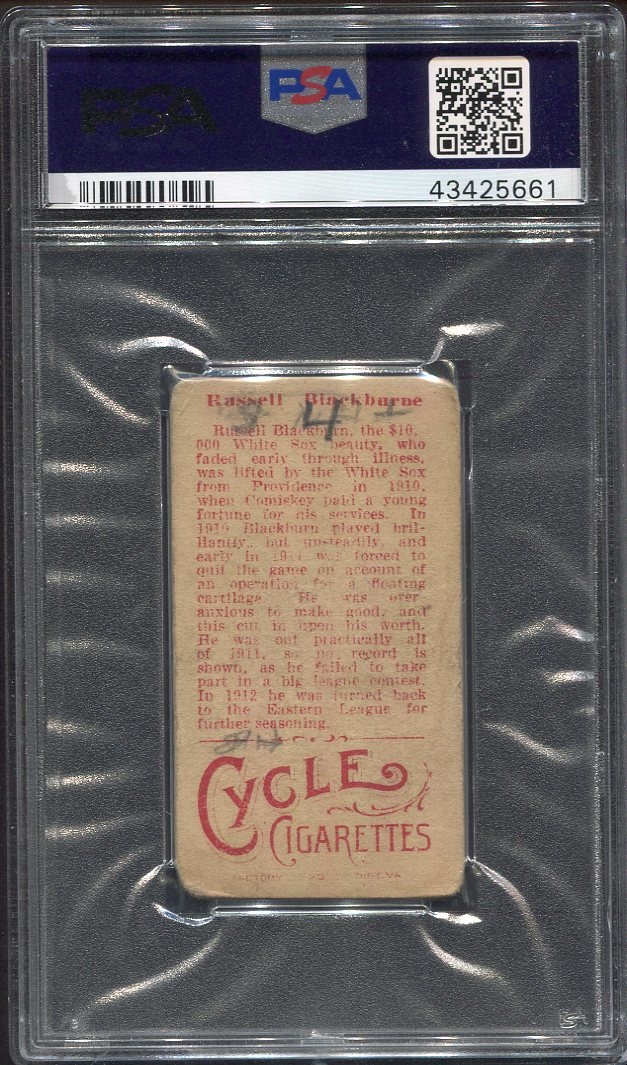 PSA
PSA
43425661
Russell Blackburne
4
Russell Blackburn, the $10,
000 White Sox beauty, who
faded early through illness,
was lifted by the White Sox
from Providence in 1910,
when Comiskey paid a young
fortune for his services. In
1910 Blackburn played bril-
liantly, but unsteadily, and
early in 1911 was forced to
quit the game on account of
an operation for a floating
cartilage. He was over-
anxious to make good, and
this cut in upon his worth.
He was out practically all
of 1911, so no record is
shown, as he failed to take
part in a big league contest.
In 1912 he was turned back
to the Eastern League for
further seasoning.
CYCLE
CIGARETTES
FACTORY DIST. VA